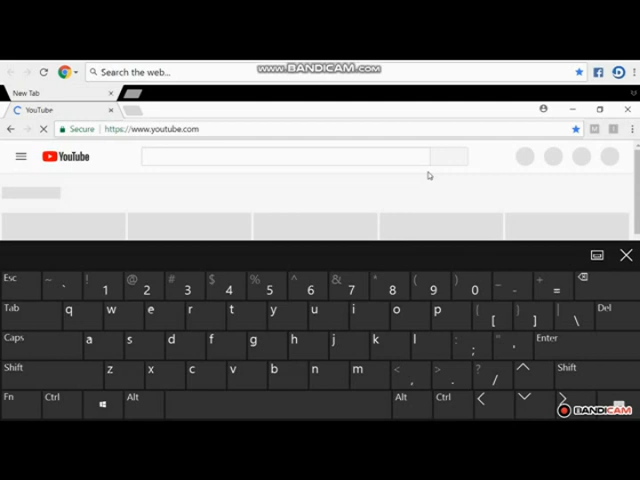 Search the web...
www.BANDICAM.com
New Tab
YouTube
Secure https://www.youtube.com
YouTube
Esc ~ ` ! 1 @ 2 # 3 $ 4 % 5 ^ 6 & 7 * 8 ( 9 ) 0 _ - + =
Tab q w e r t y u i o p { [ } ] | \ Del
Caps a s d f g h j k l : ; " ' Enter
Shift z x c v b n m < , > . ? / Shift
Fn Ctrl Alt Alt Ctrl
BANDICAM